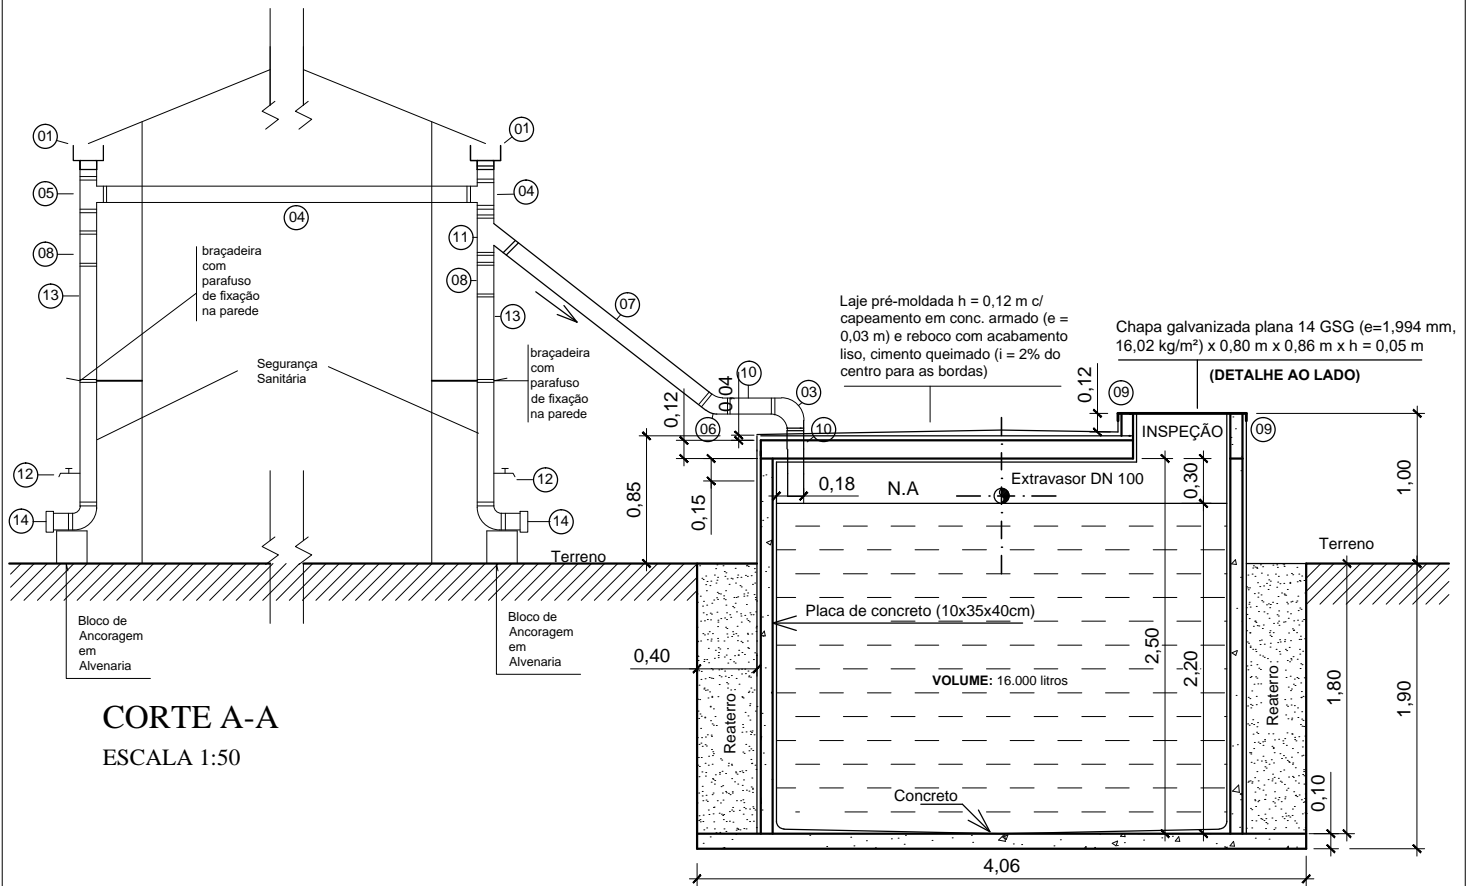 01
01
05
04
04
11
08
08
braçadeira
com
parafuso
de fixação
na parede
13
13
07
Segurança
Sanitária
braçadeira
com
parafuso
de fixação
na parede
12
12
14
14
Bloco de
Ancoragem
em
Alvenaria
Bloco de
Ancoragem
em
Alvenaria
Terreno
CORTE A-A
ESCALA 1:50
Laje pré-moldada h = 0,12 m c/
capeamento em conc. armado (e =
0,03 m) e reboco com acabamento
liso, cimento queimado (i = 2% do
centro para as bordas)
Chapa galvanizada plana 14 GSG (e=1,994 mm,
16,02 kg/m²) x 0,80 m x 0,86 m x h = 0,05 m
(DETALHE AO LADO)
10
03
06
10
09
09
0,04
0,12
0,12
0,85
0,15
0,18
N.A
INSPEÇÃO
Extravasor DN 100
0,30
1,00
Terreno
Placa de concreto (10x35x40cm)
0,40
2,50
2,20
VOLUME: 16.000 litros
Reaterro
Reaterro
1,80
1,90
Concreto
0,10
4,06